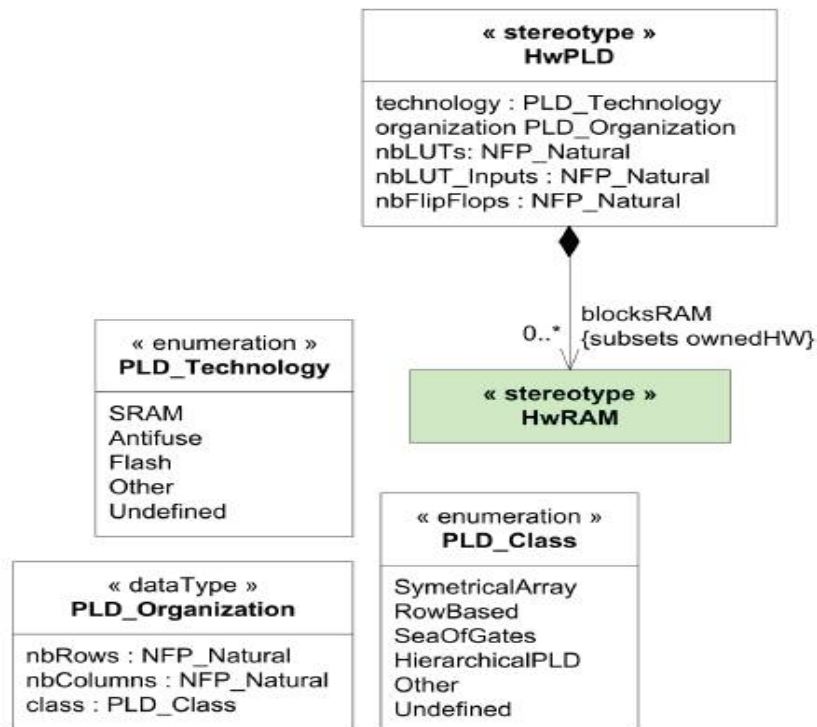 « stereotype »
HwPLD
technology : PLD_Technology
organization PLD_Organization
nbLUTs: NFP_Natural
nbLUT_Inputs : NFP_Natural
nbFlipFlops : NFP_Natural
blocksRAM
0..*
{subsets ownedHW}
« stereotype »
HwRAM
« enumeration »
PLD_Technology
SRAM
Antifuse
Flash
Other
Undefined
« enumeration »
PLD_Class
SymetricalArray
RowBased
SeaOfGates
HierarchicalPLD
Other
Undefined
« dataType »
PLD_Organization
nbRows : NFP_Natural
nbColumns : NFP_Natural
class : PLD_Class